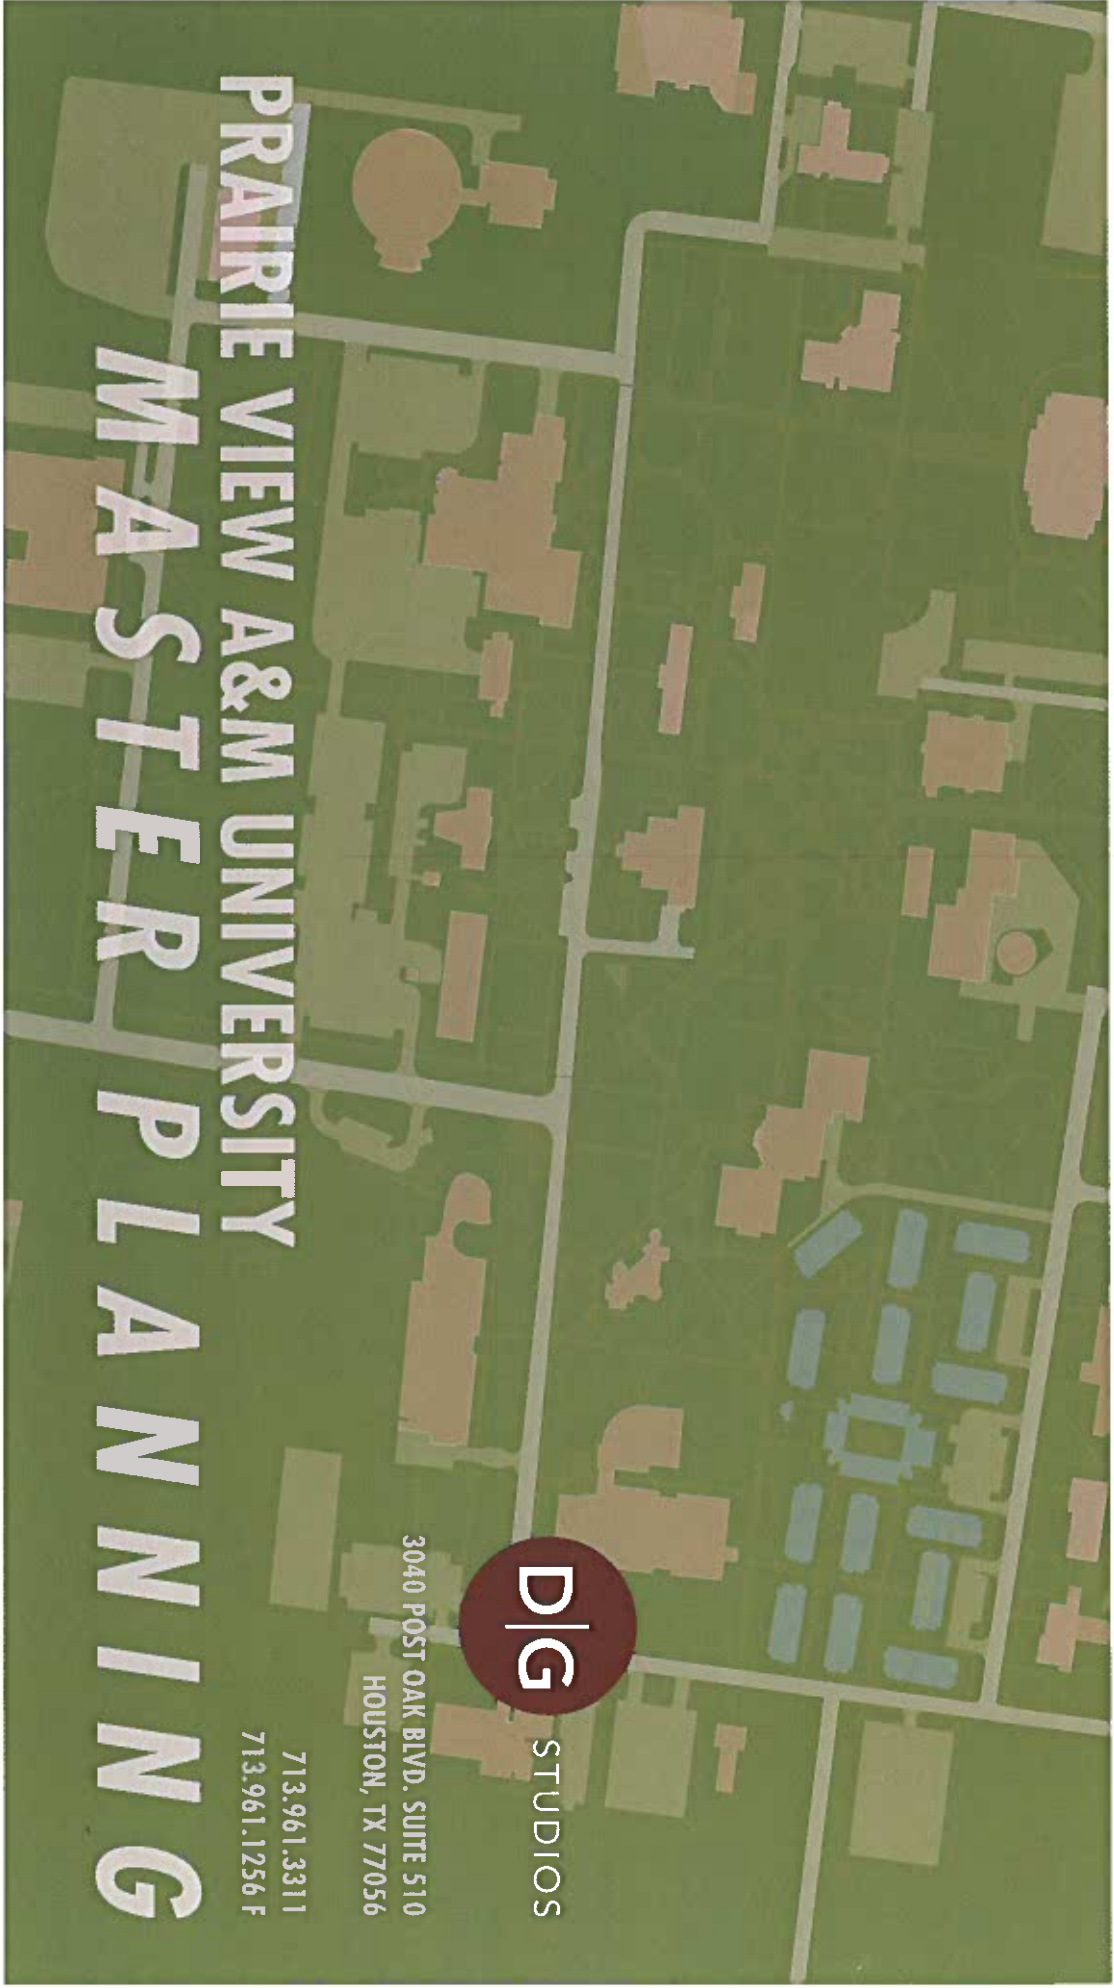 D|G STUDIOS
3040 POST OAK BLVD. SUITE 510
HOUSTON, TX 77056
713.961.3311
713.961.1256 F
PRAIRIE VIEW A&M UNIVERSITY
MASTER PLANNING